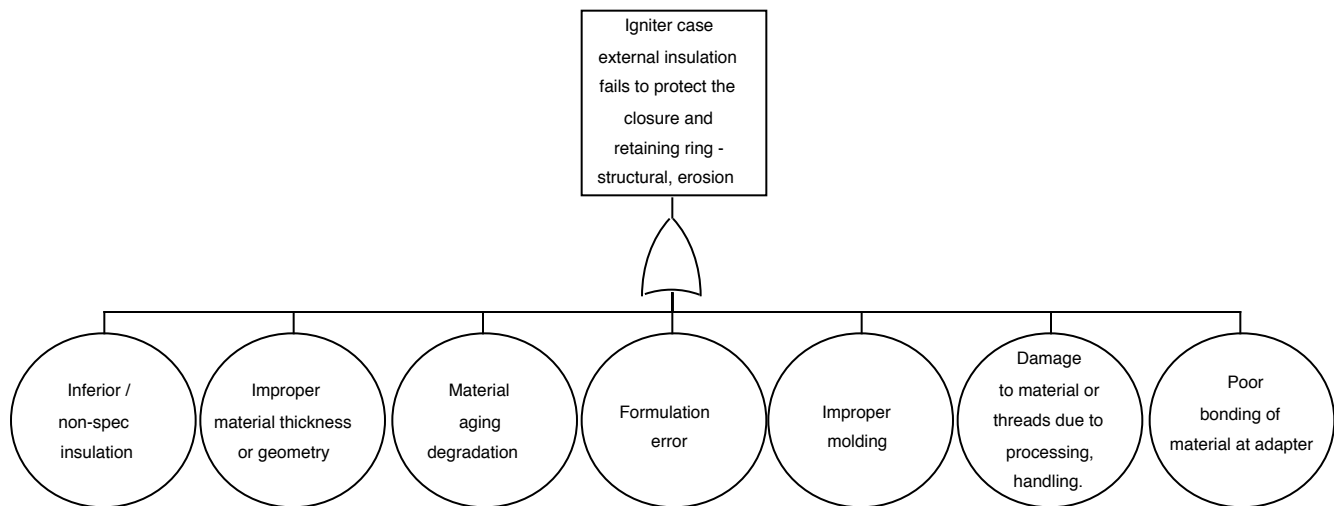 Igniter case
external insulation
fails to protect the
closure and
retaining ring -
structural, erosion
Inferior /
non-spec
insulation
Improper
material thickness
or geometry
Material
aging
degradation
Formulation
error
Improper
molding
Damage
to material or
threads due to
processing,
handling.
Poor
bonding of
material at adapter